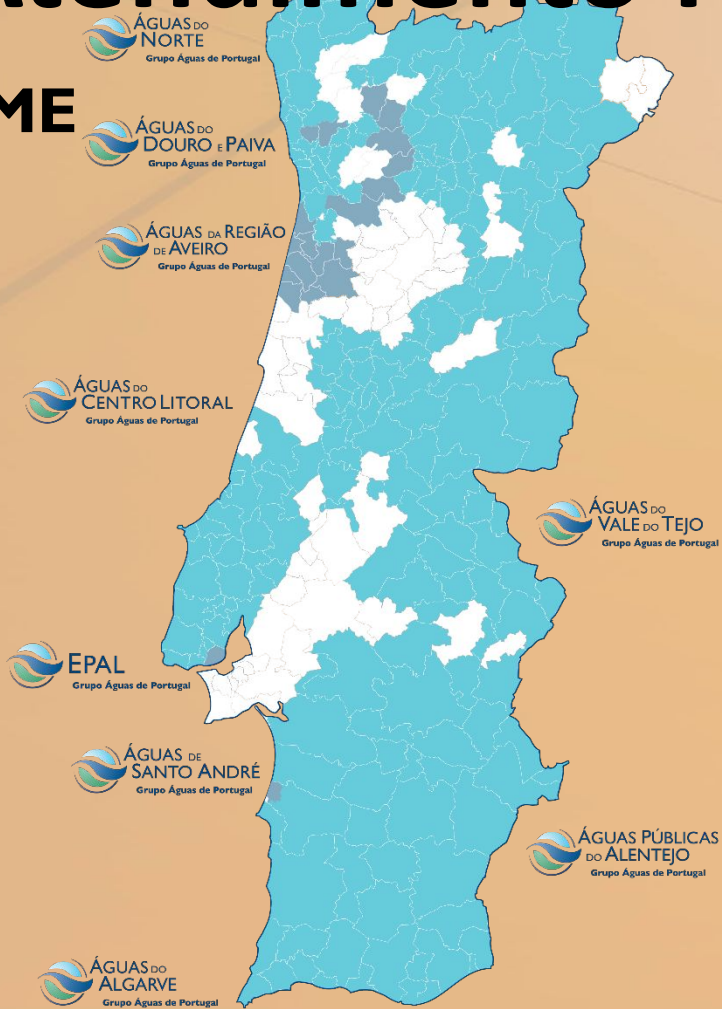 ÁGUAS DO
NORTE
Grupo Águas de Portugal
ÁGUAS DO
DOURO E PAIVA
Grupo Águas de Portugal
ÁGUAS DA REGIÃO
DE AVEIRO
Grupo Águas de Portugal
ÁGUAS DO
CENTRO LITORAL
Grupo Águas de Portugal
ÁGUAS DO
VALE DO TEJO
Grupo Águas de Portugal
EPAL
Grupo Águas de Portugal
ÁGUAS DE
SANTO ANDRÉ
Grupo Águas de Portugal
ÁGUAS PÚBLICAS
DO ALENTEJO
Grupo Águas de Portugal
ÁGUAS DO
ALGARVE
Grupo Águas de Portugal